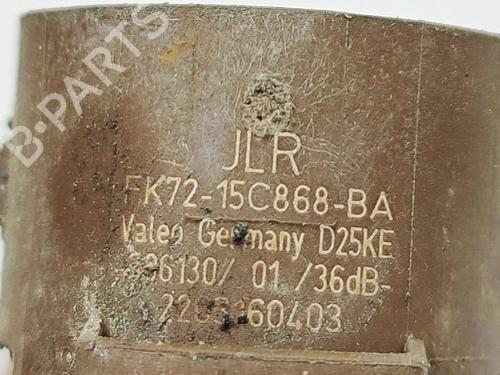 B-PARTS
JLR
FK72-15C868-BA
Valeo Germany D25KE
01 /36dB-